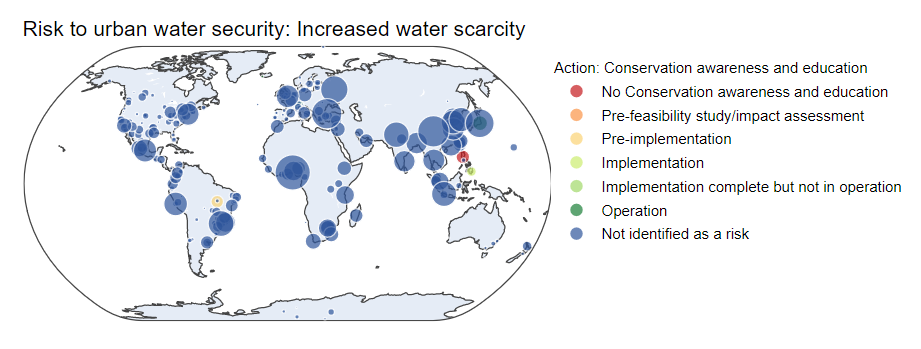 Risk to urban water security: Increased water scarcity
Action: Conservation awareness and education
No Conservation awareness and education
Pre-feasibility study/impact assessment
Pre-implementation
Implementation
Implementation complete but not in operation
Operation
Not identified as a risk